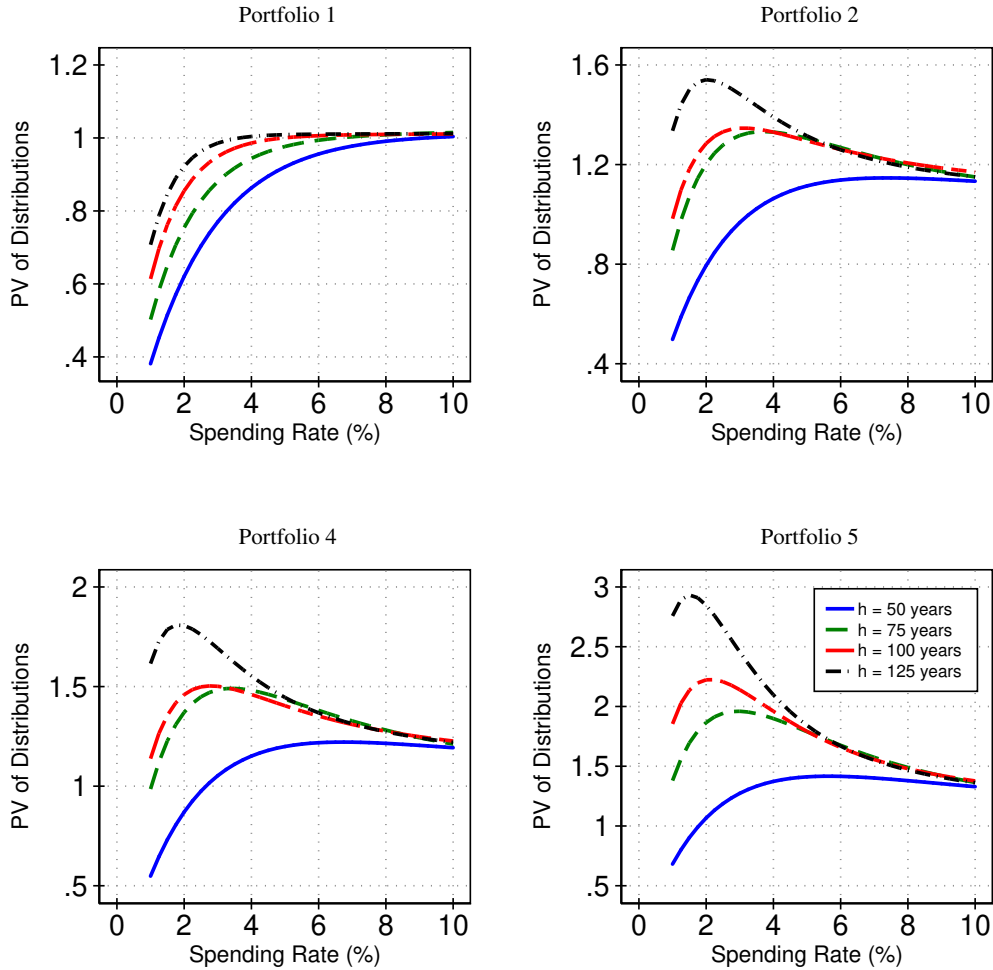 Portfolio 1
1.2
1
.8
.6
.4
PV of Distributions
0 2 4 6 8 10
Spending Rate (%)
Portfolio 2
1.6
1.2
.8
.4
PV of Distributions
0 2 4 6 8 10
Spending Rate (%)
Portfolio 4
2
1.5
1
.5
PV of Distributions
0 2 4 6 8 10
Spending Rate (%)
Portfolio 5
3
2.5
2
1.5
1
.5
PV of Distributions
h = 50 years
h = 75 years
h = 100 years
h = 125 years
0 2 4 6 8 10
Spending Rate (%)